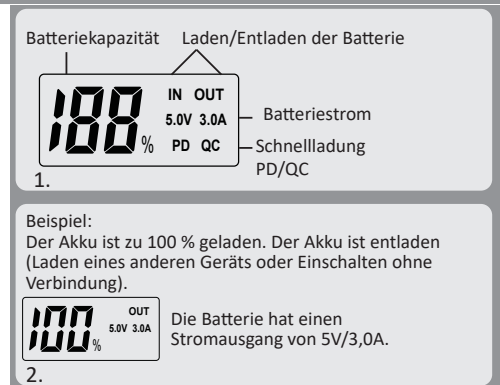 Batteriekapazität Laden/Entladen der Batterie
188% IN OUT
5.0V 3.0A Batteriestrom
PD QC Schnellladung
PD/QC
1.
Beispiel:
Der Akku ist zu 100 % geladen. Der Akku ist entladen
(Laden eines anderen Geräts oder Einschalten ohne
Verbindung).
100% OUT
5.0V 3.0A
Die Batterie hat einen
Stromausgang von 5V/3,0A.
2.